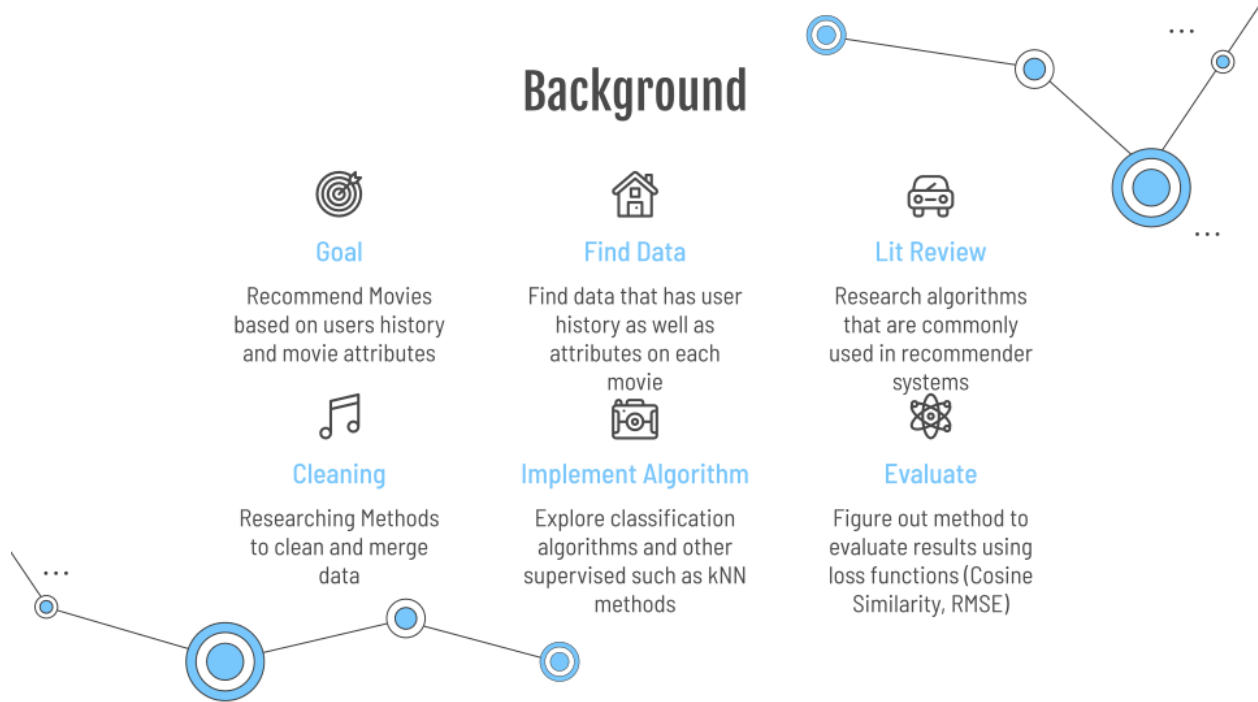 Background
Goal
Recommend Movies
based on users history
and movie attributes
Find Data
Find data that has user
history as well as
attributes on each
movie
Lit Review
Research algorithms
that are commonly
used in recommender
systems
Cleaning
Researching Methods
to clean and merge
data
Implement Algorithm
Explore classification
algorithms and other
supervised such as kNN
methods
Evaluate
Figure out method to
evaluate results using
loss functions (Cosine
Similarity, RMSE)